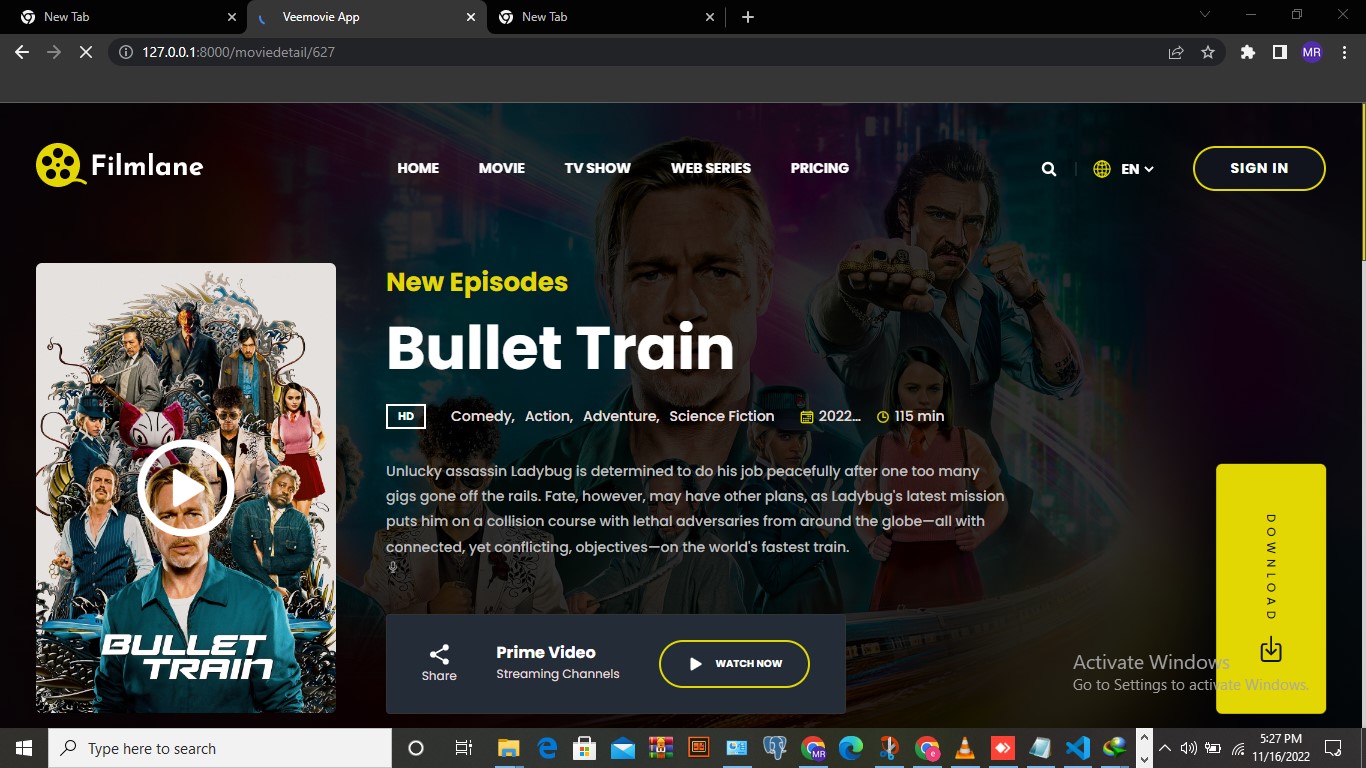 New Tab
Veemovie App
New Tab
127.0.0.1:8000/moviedetail/627
MR
Filmlane
HOME MOVIE TV SHOW WEB SERIES PRICING
EN
SIGN IN
New Episodes
Bullet Train
HD Comedy, Action, Adventure, Science Fiction 2022... 115 min
Unlucky assassin Ladybug is determined to do his job peacefully after one too many
gigs gone off the rails. Fate, however, may have other plans, as Ladybug's latest mission
puts him on a collision course with lethal adversaries from around the globe—all with
connected, yet conflicting, objectives—on the world's fastest train.
BULLET
TRAIN
Share
Prime Video
Streaming Channels
WATCH NOW
DOWNLOAD
Activate Windows
Go to Settings to activate Windows.
Type here to search
MR
e
5:27 PM
11/16/2022